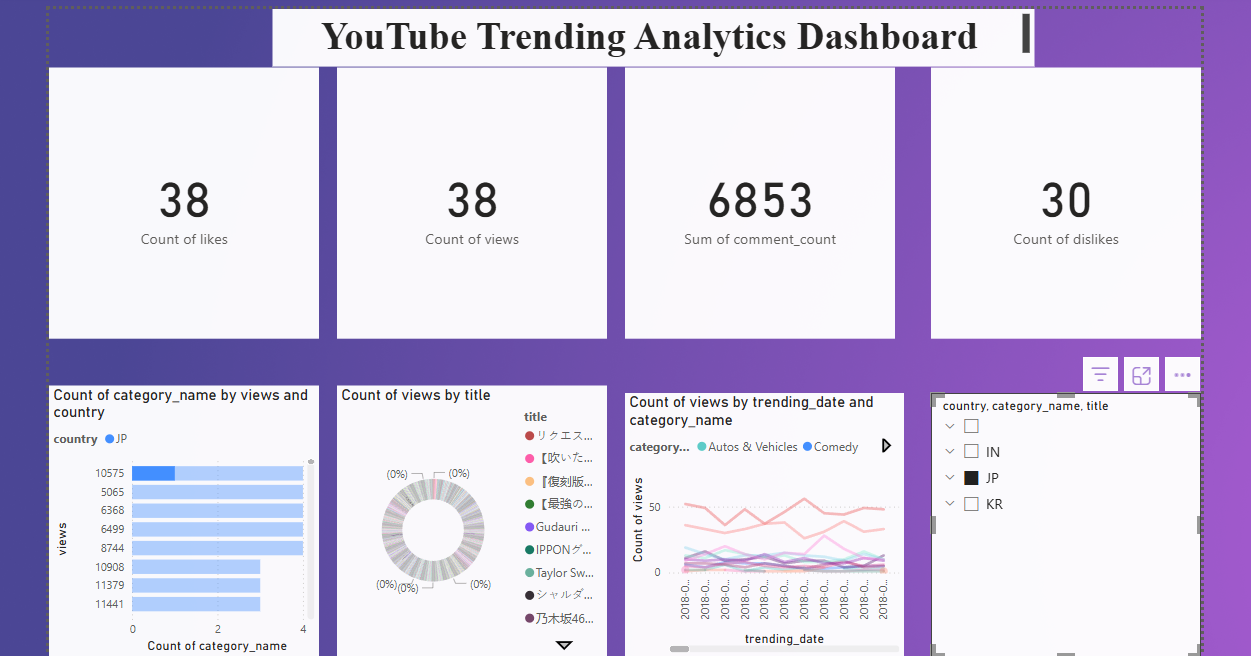 YouTube Trending Analytics Dashboard
38
Count of likes
38
Count of views
6853
Sum of comment_count
30
Count of dislikes
Count of category_name by views and
country
country JP
views
10575
5065
6368
6499
8744
10908
11379
11441
0 2 4
Count of category_name
Count of views by title
title
リクエス...
【吹いた...
『復刻版...
【最強の...
Gudauri ...
IPPONグ...
Taylor Sw...
シャルダ...
乃木坂46...
(0%) (0%)
(0%) (0%) (0%)
Count of views by trending_date and
category_name
category... Autos & Vehicles Comedy
Count of views
50
0
2018-0... 2018-0... 2018-0... 2018-0... 2018-0... 2018-0... 2018-0... 2018-0... 2018-0... 2018-0... 2018-0...
trending_date
country, category_name, title
IN
JP
KR